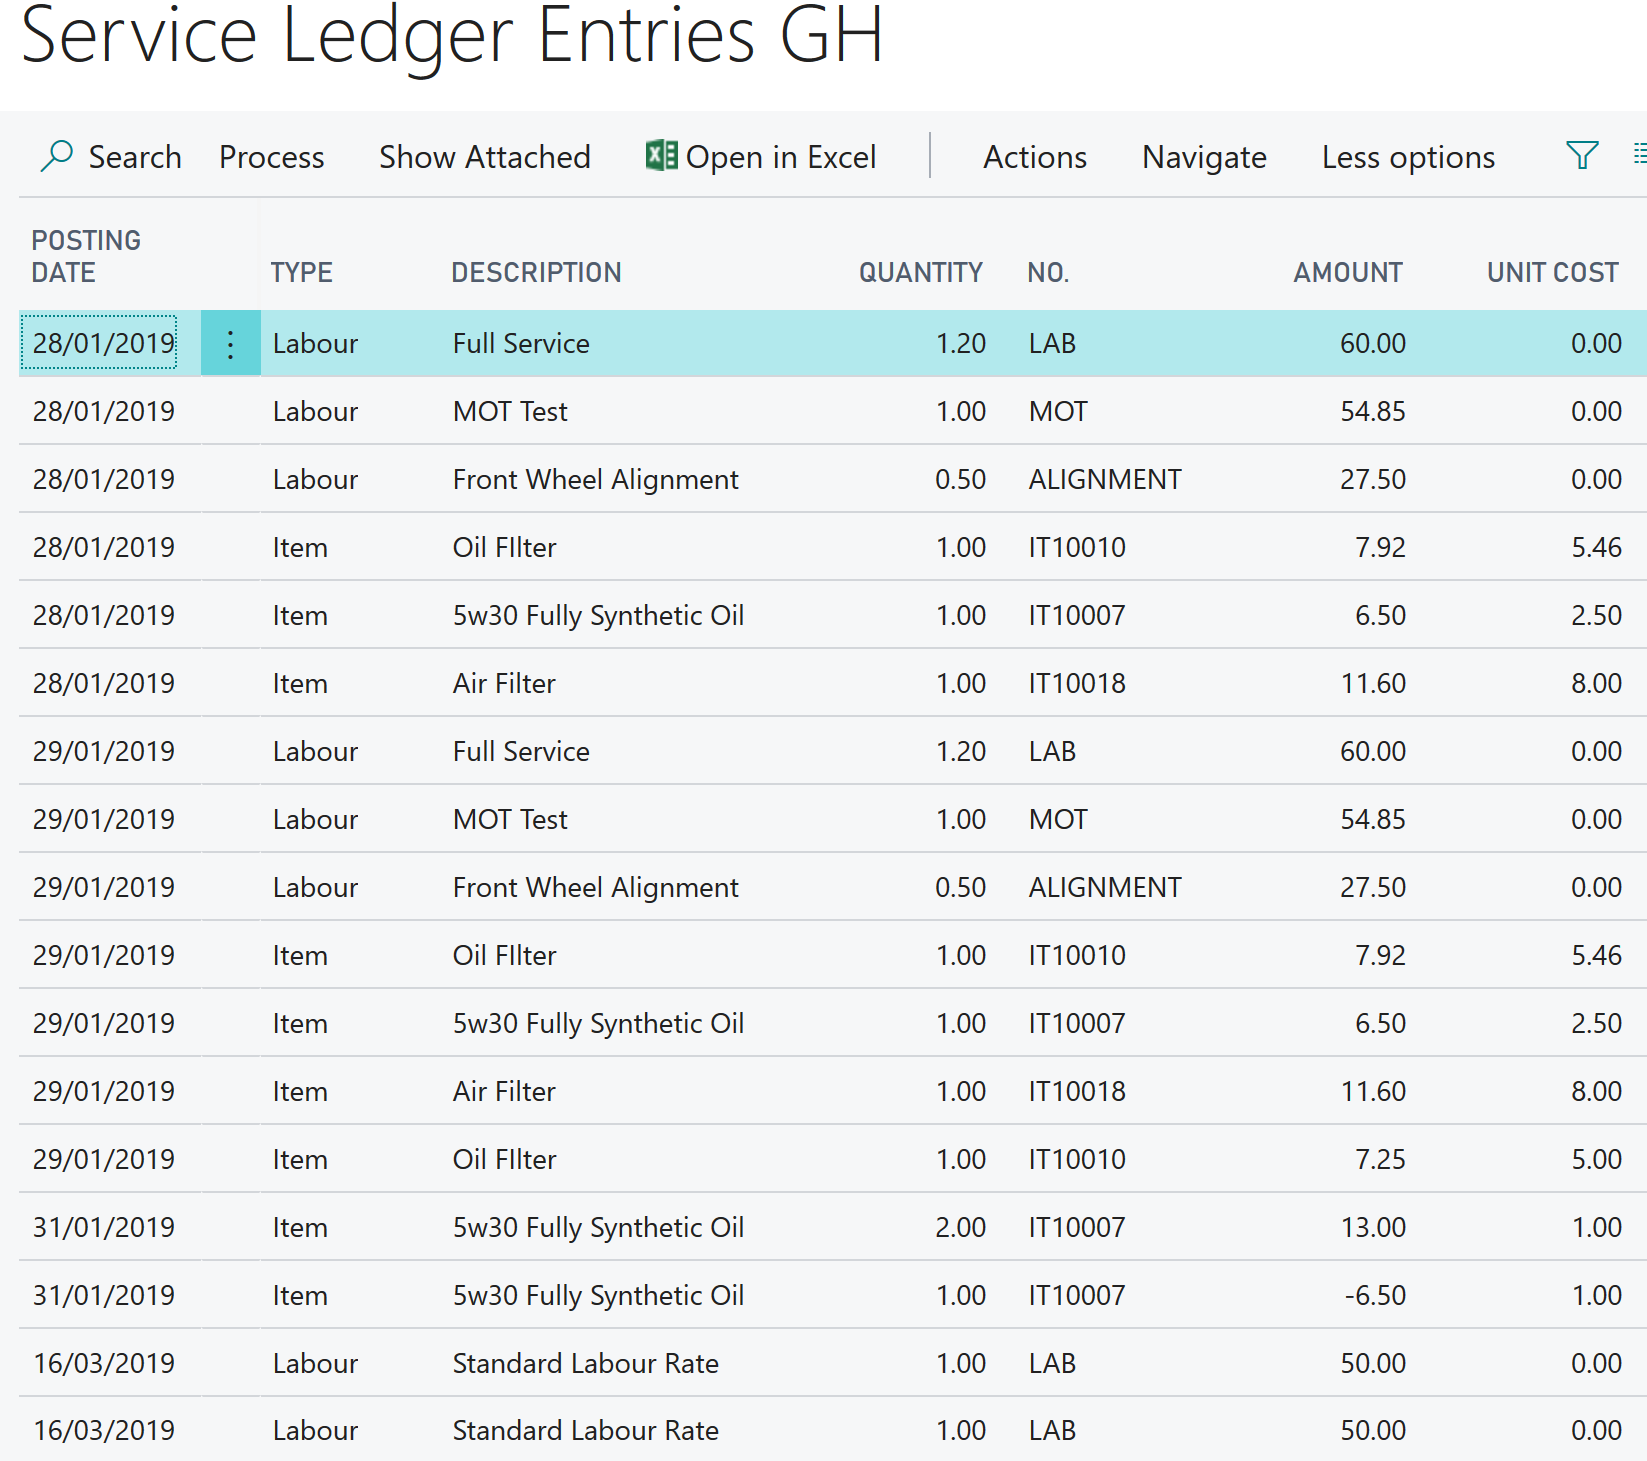 Service Ledger Entries GH
Search Process Show Attached Open in Excel Actions Navigate Less options
POSTING
DATE TYPE DESCRIPTION QUANTITY NO. AMOUNT UNIT COST
28/01/2019 Labour Full Service 1.20 LAB 60.00 0.00
28/01/2019 Labour MOT Test 1.00 MOT 54.85 0.00
28/01/2019 Labour Front Wheel Alignment 0.50 ALIGNMENT 27.50 0.00
28/01/2019 Item Oil FIlter 1.00 IT10010 7.92 5.46
28/01/2019 Item 5w30 Fully Synthetic Oil 1.00 IT10007 6.50 2.50
28/01/2019 Item Air Filter 1.00 IT10018 11.60 8.00
29/01/2019 Labour Full Service 1.20 LAB 60.00 0.00
29/01/2019 Labour MOT Test 1.00 MOT 54.85 0.00
29/01/2019 Labour Front Wheel Alignment 0.50 ALIGNMENT 27.50 0.00
29/01/2019 Item Oil FIlter 1.00 IT10010 7.92 5.46
29/01/2019 Item 5w30 Fully Synthetic Oil 1.00 IT10007 6.50 2.50
29/01/2019 Item Air Filter 1.00 IT10018 11.60 8.00
29/01/2019 Item Oil FIlter 1.00 IT10010 7.25 5.00
31/01/2019 Item 5w30 Fully Synthetic Oil 2.00 IT10007 13.00 1.00
31/01/2019 Item 5w30 Fully Synthetic Oil 1.00 IT10007 -6.50 1.00
16/03/2019 Labour Standard Labour Rate 1.00 LAB 50.00 0.00
16/03/2019 Labour Standard Labour Rate 1.00 LAB 50.00 0.00